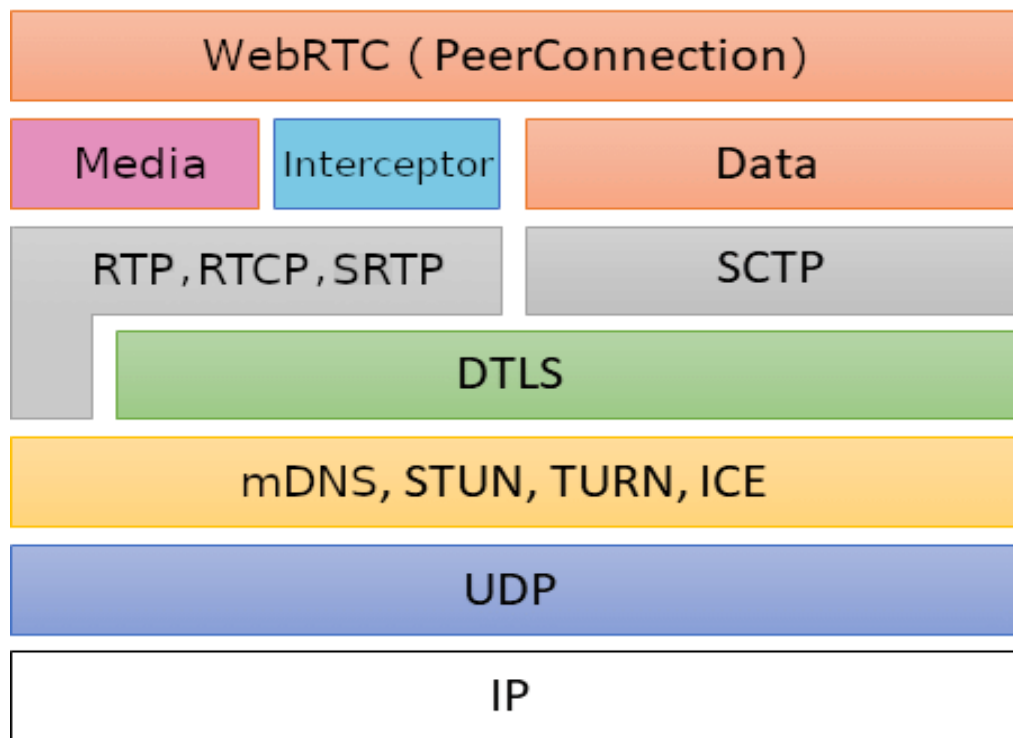 WebRTC (PeerConnection)
Media
Interceptor
Data
RTP, RTCP, SRTP
SCTP
DTLS
mDNS, STUN, TURN, ICE
UDP
IP